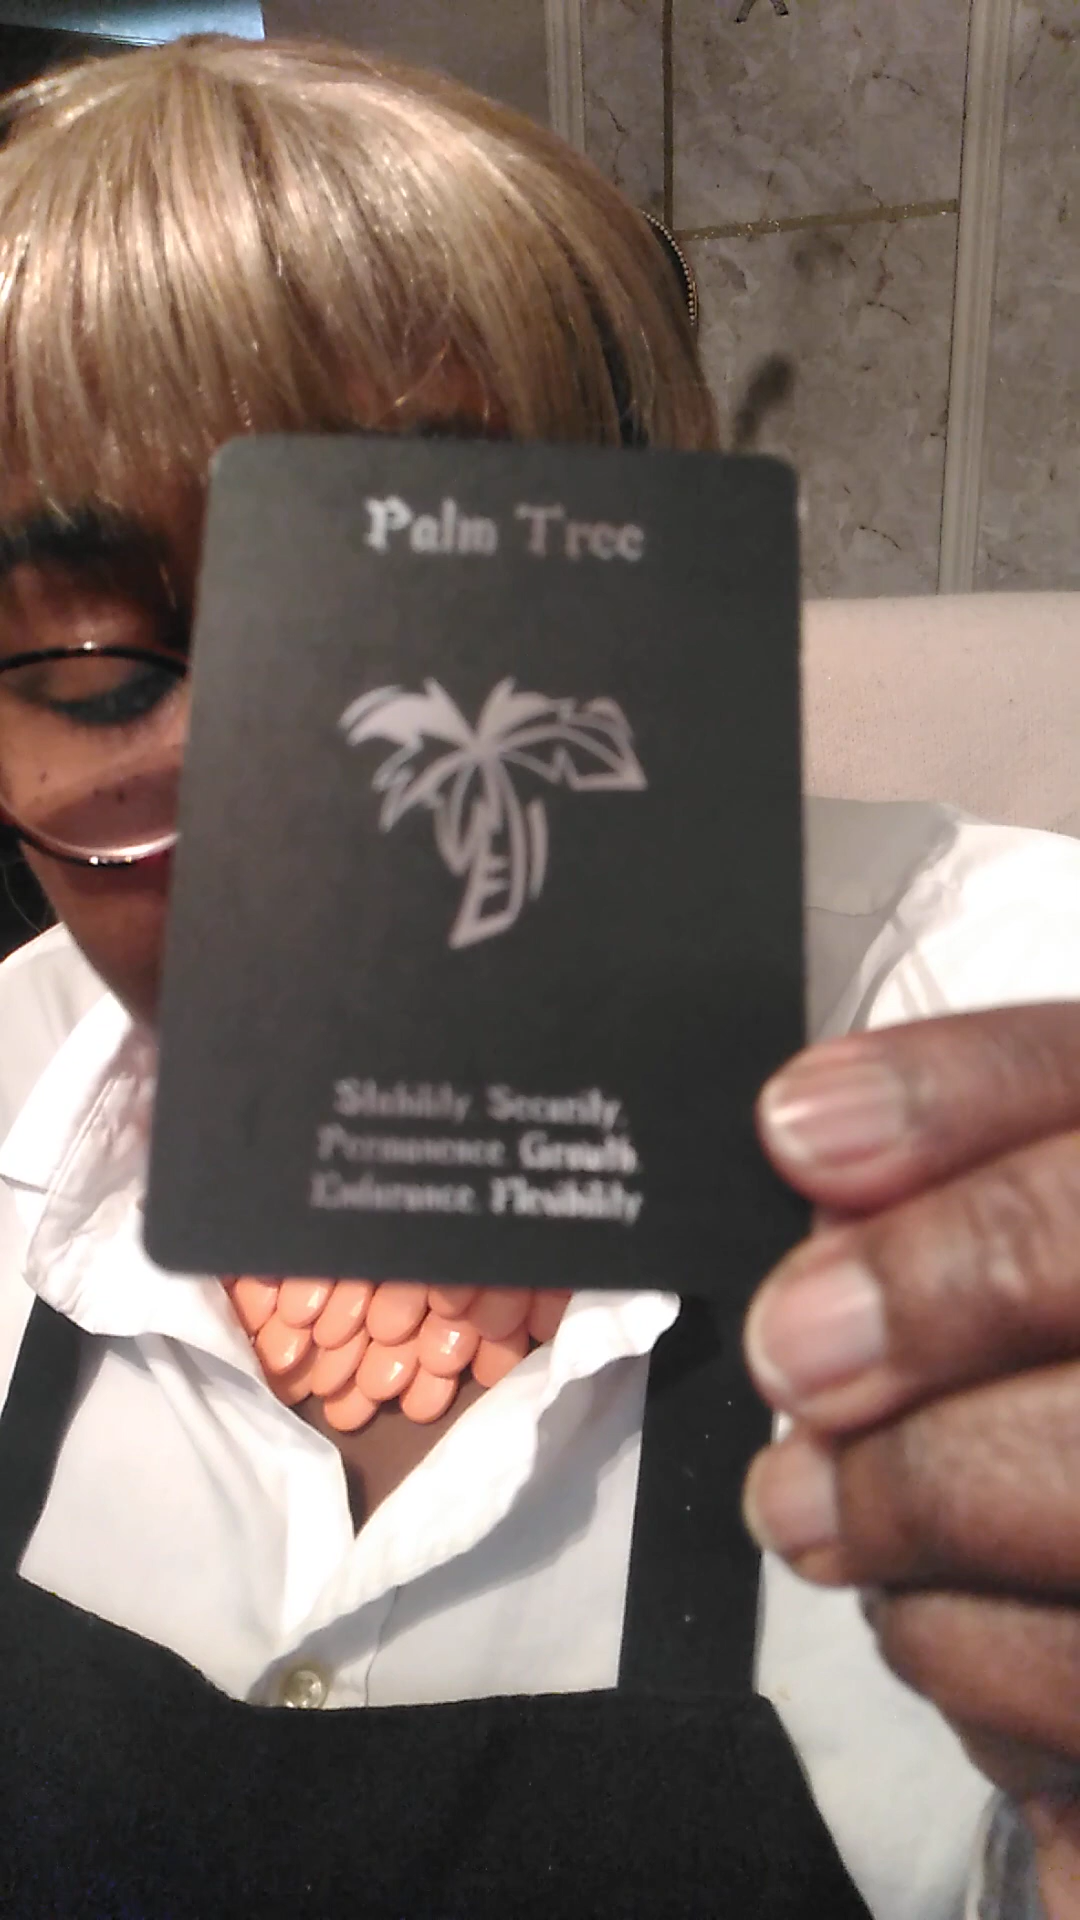 Palm Tree
Stability, Security,
Permanence, Growth,
Endurance, Flexibility